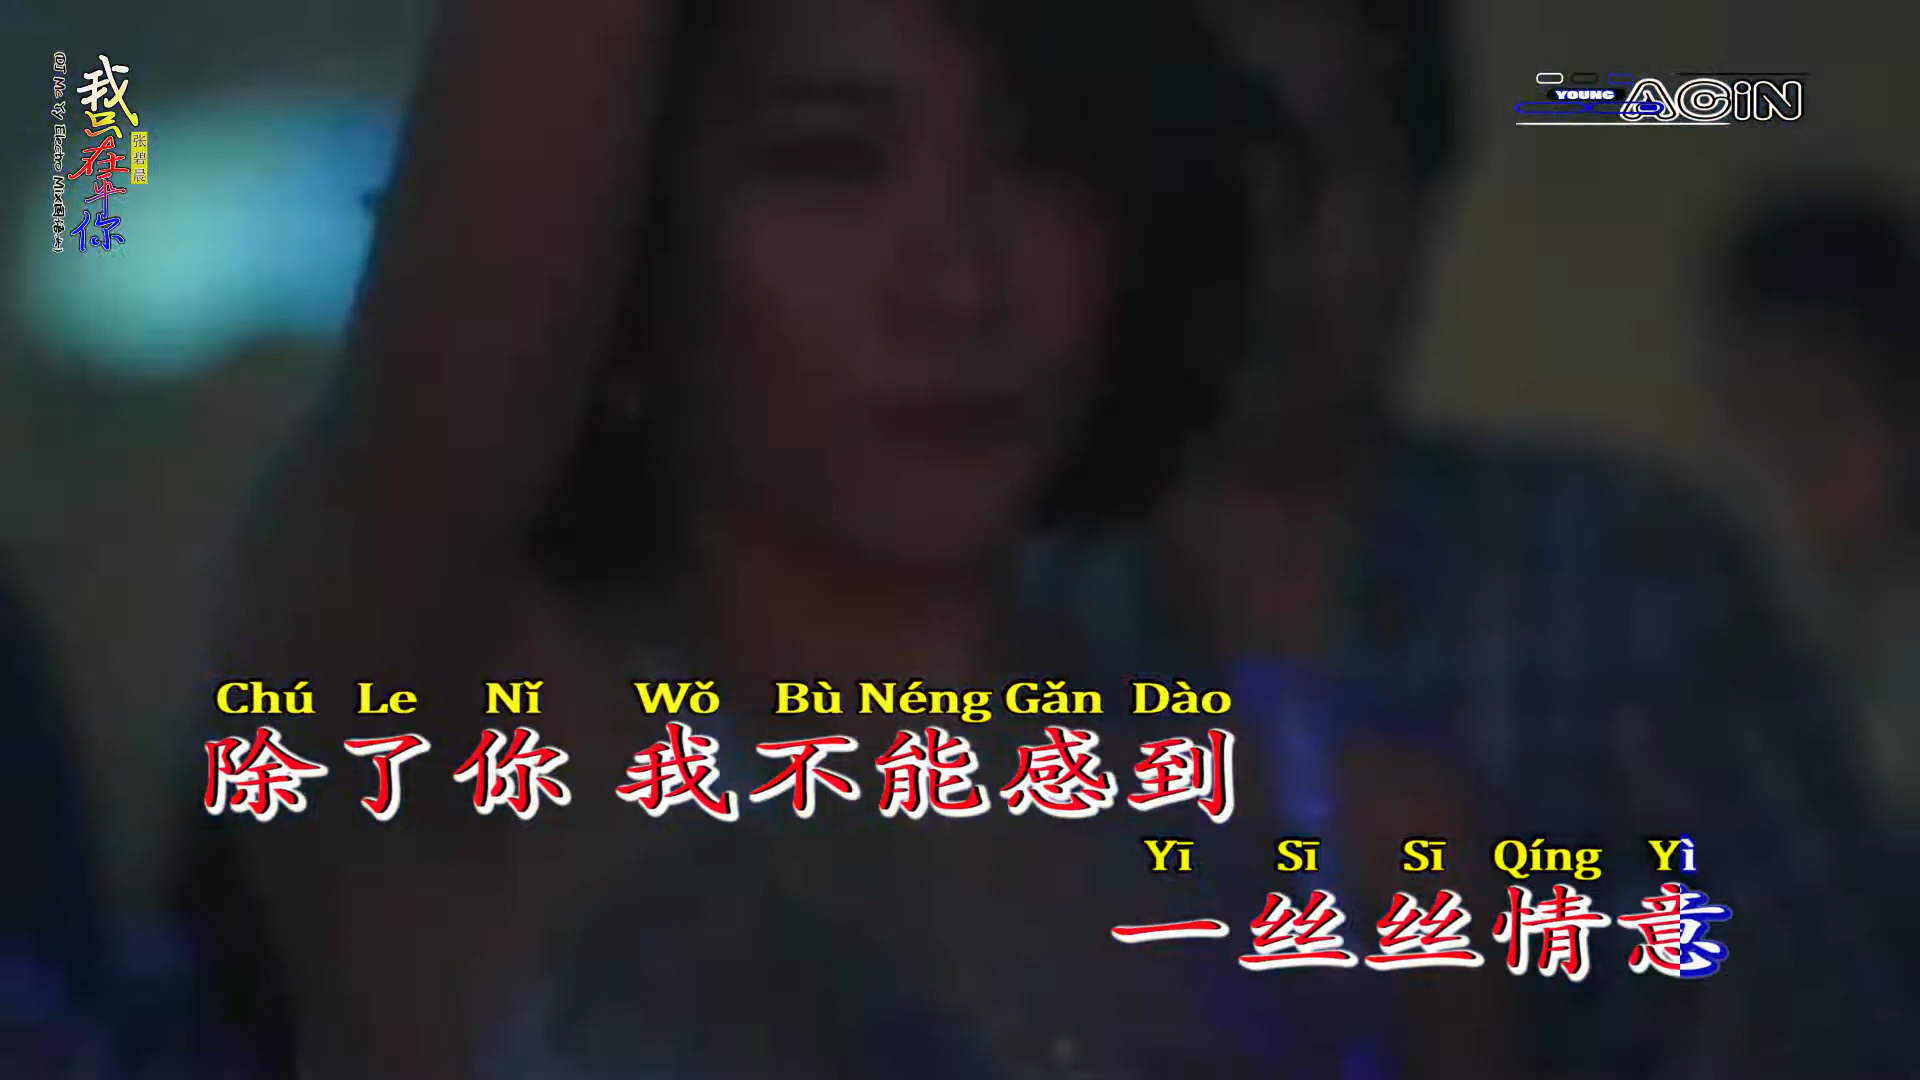 我只在乎你
张碧晨
YOUNG
ACiN
Chú Le Nǐ Wǒ Bù Néng Gǎn Dào
除了你 我不能感到
Yī Sī Sī Qíng Yì
一丝丝情意